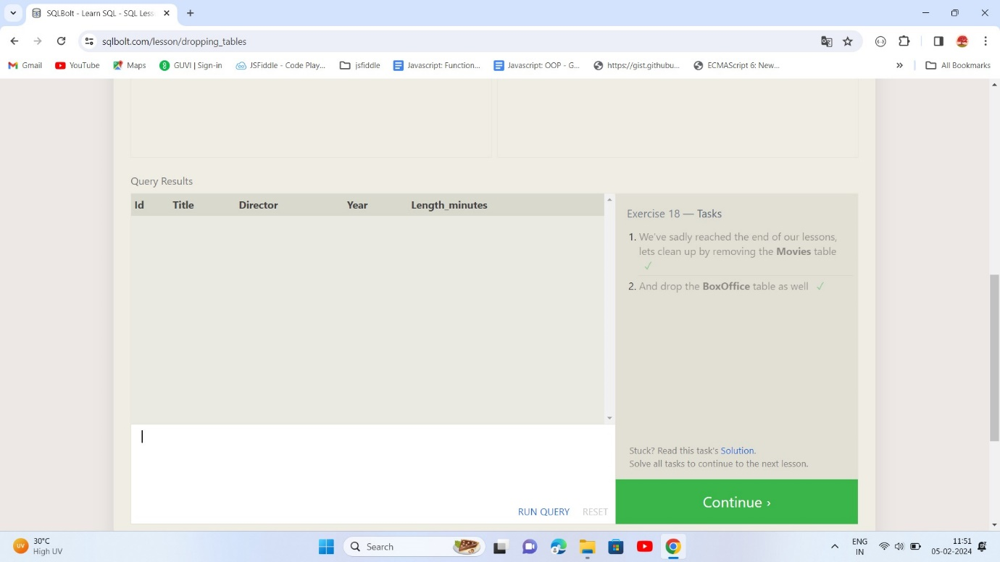 SQLBolt - Learn SQL - SQL Less
sqlbolt.com/lesson/dropping_tables
Gmail YouTube Maps GUVI | Sign-in JSFiddle - Code Play... jsfiddle Javascript: Function... Javascript: OOP - G... https://gist.githubu... ECMAScript 6: New... » All Bookmarks
Query Results
Id Title Director Year Length_minutes
Exercise 18 — Tasks
1. We've sadly reached the end of our lessons,
lets clean up by removing the Movies table
✓
2. And drop the BoxOffice table as well ✓
Stuck? Read this task's Solution.
Solve all tasks to continue to the next lesson.
RUN QUERY RESET
Continue ›
UV
30°C
High UV
Search
ENG
IN
11:51
05-02-2024